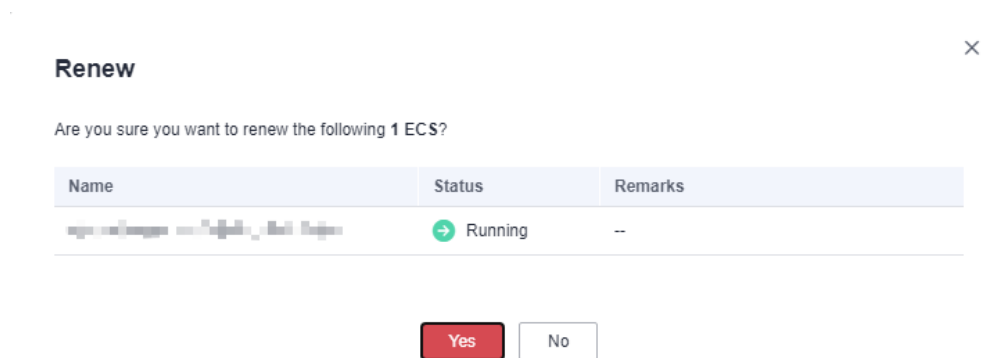 Renew
Are you sure you want to renew the following 1 ECS?
Name Status Remarks
Running --
Yes No